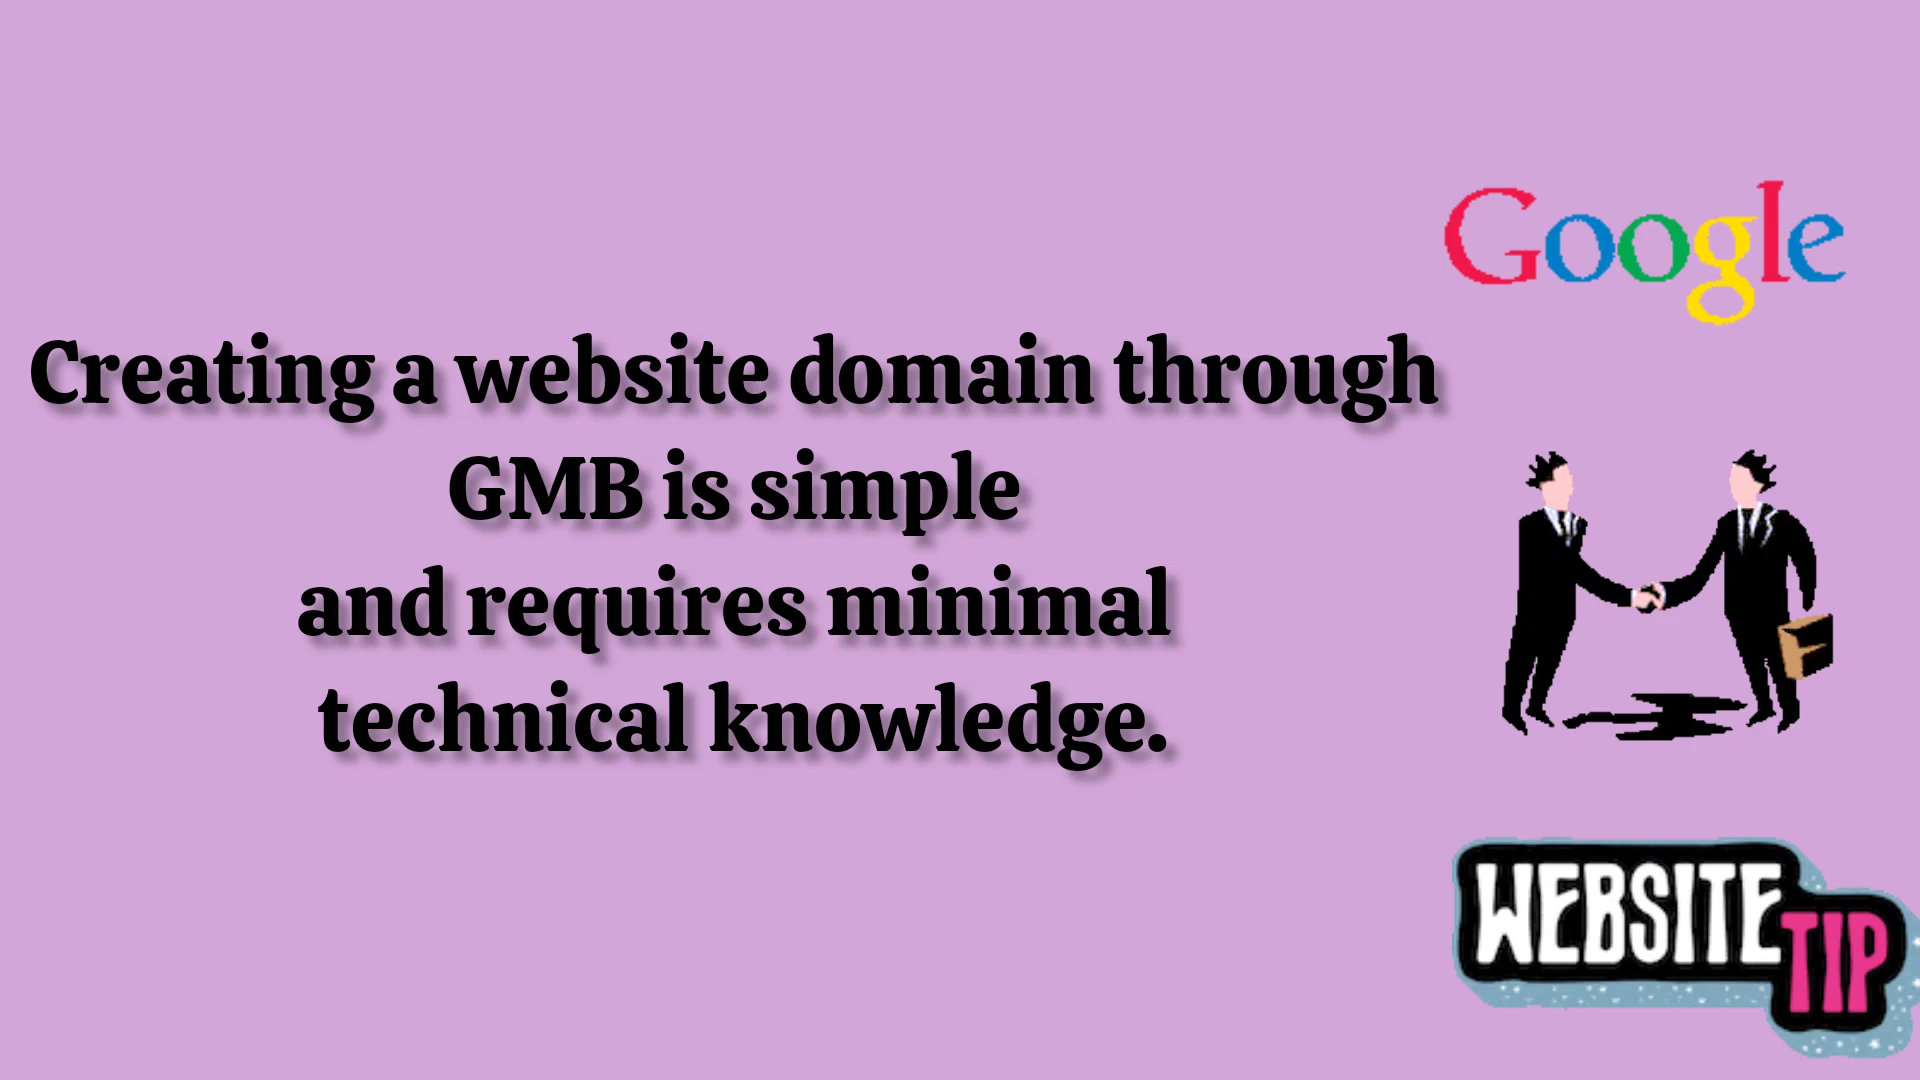 Google
Creating a website domain through
GMB is simple
and requires minimal
technical knowledge.
WEBSITE
TIP